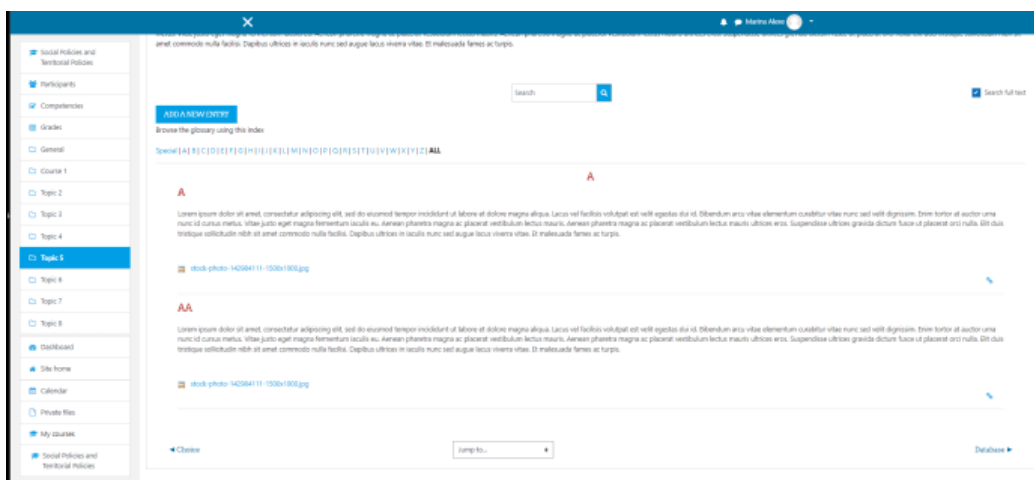 Marina Aleee
Social Policies and
Territorial Policies
Participants
Competencies
Grades
General
Course 1
Topic 2
Topic 3
Topic 4
Topic 5
Topic 6
Topic 7
Topic 8
Dashboard
Site home
Calendar
Private files
My courses
Social Policies and
Territorial Policies
amet commodo nulla facilisi. Dapibus ultrices in iaculis nunc sed augue lacus viverra vitae. Et malesuada fames ac turpis.
Search
Search full text
ADD A NEW ENTRY
Browse the glossary using this index
Special | A | B | C | D | E | F | G | H | I | J | K | L | M | N | O | P | Q | R | S | T | U | V | W | X | Y | Z | ALL
A
A
Lorem ipsum dolor sit amet, consectetur adipiscing elit, sed do eiusmod tempor incididunt ut labore et dolore magna aliqua. Lacus vel facilisis volutpat est velit egestas dui id. Bibendum arcu vitae elementum curabitur vitae nunc sed velit dignissim. Enim tortor at auctor urna
nunc id cursus metus. Vitae justo eget magna fermentum iaculis eu. Aenean pharetra magna ac placerat vestibulum lectus mauris. Aenean pharetra magna ac placerat vestibulum lectus mauris ultrices eros. Suspendisse ultrices gravida dictum fusce ut placerat orci nulla. Elit duis
tristique sollicitudin nibh sit amet commodo nulla facilisi. Dapibus ultrices in iaculis nunc sed augue lacus viverra vitae. Et malesuada fames ac turpis.
stock-photo-142984111-1500x1000.jpg
AA
Lorem ipsum dolor sit amet, consectetur adipiscing elit, sed do eiusmod tempor incididunt ut labore et dolore magna aliqua. Lacus vel facilisis volutpat est velit egestas dui id. Bibendum arcu vitae elementum curabitur vitae nunc sed velit dignissim. Enim tortor at auctor urna
nunc id cursus metus. Vitae justo eget magna fermentum iaculis eu. Aenean pharetra magna ac placerat vestibulum lectus mauris. Aenean pharetra magna ac placerat vestibulum lectus mauris ultrices eros. Suspendisse ultrices gravida dictum fusce ut placerat orci nulla. Elit duis
tristique sollicitudin nibh sit amet commodo nulla facilisi. Dapibus ultrices in iaculis nunc sed augue lacus viverra vitae. Et malesuada fames ac turpis.
stock-photo-142984111-1500x1000.jpg
◄ Choice
Jump to...
Database ►